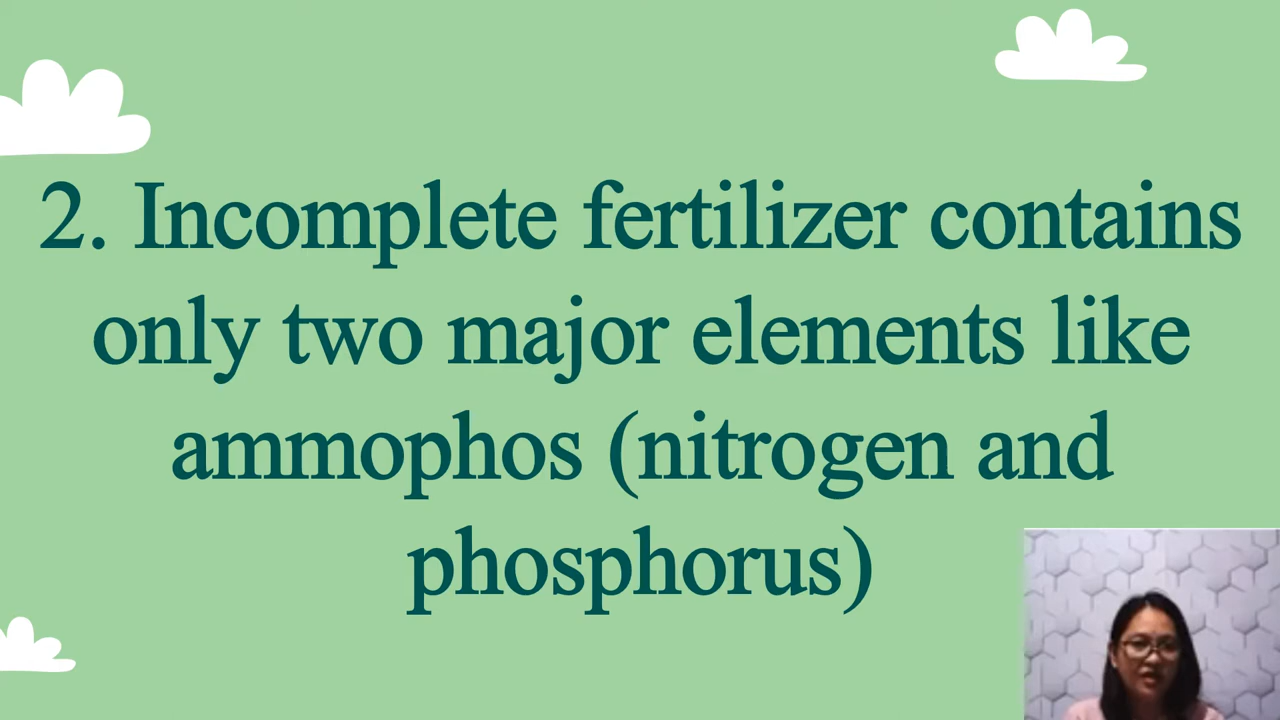 2. Incomplete fertilizer contains
only two major elements like
ammophos (nitrogen and
phosphorus)